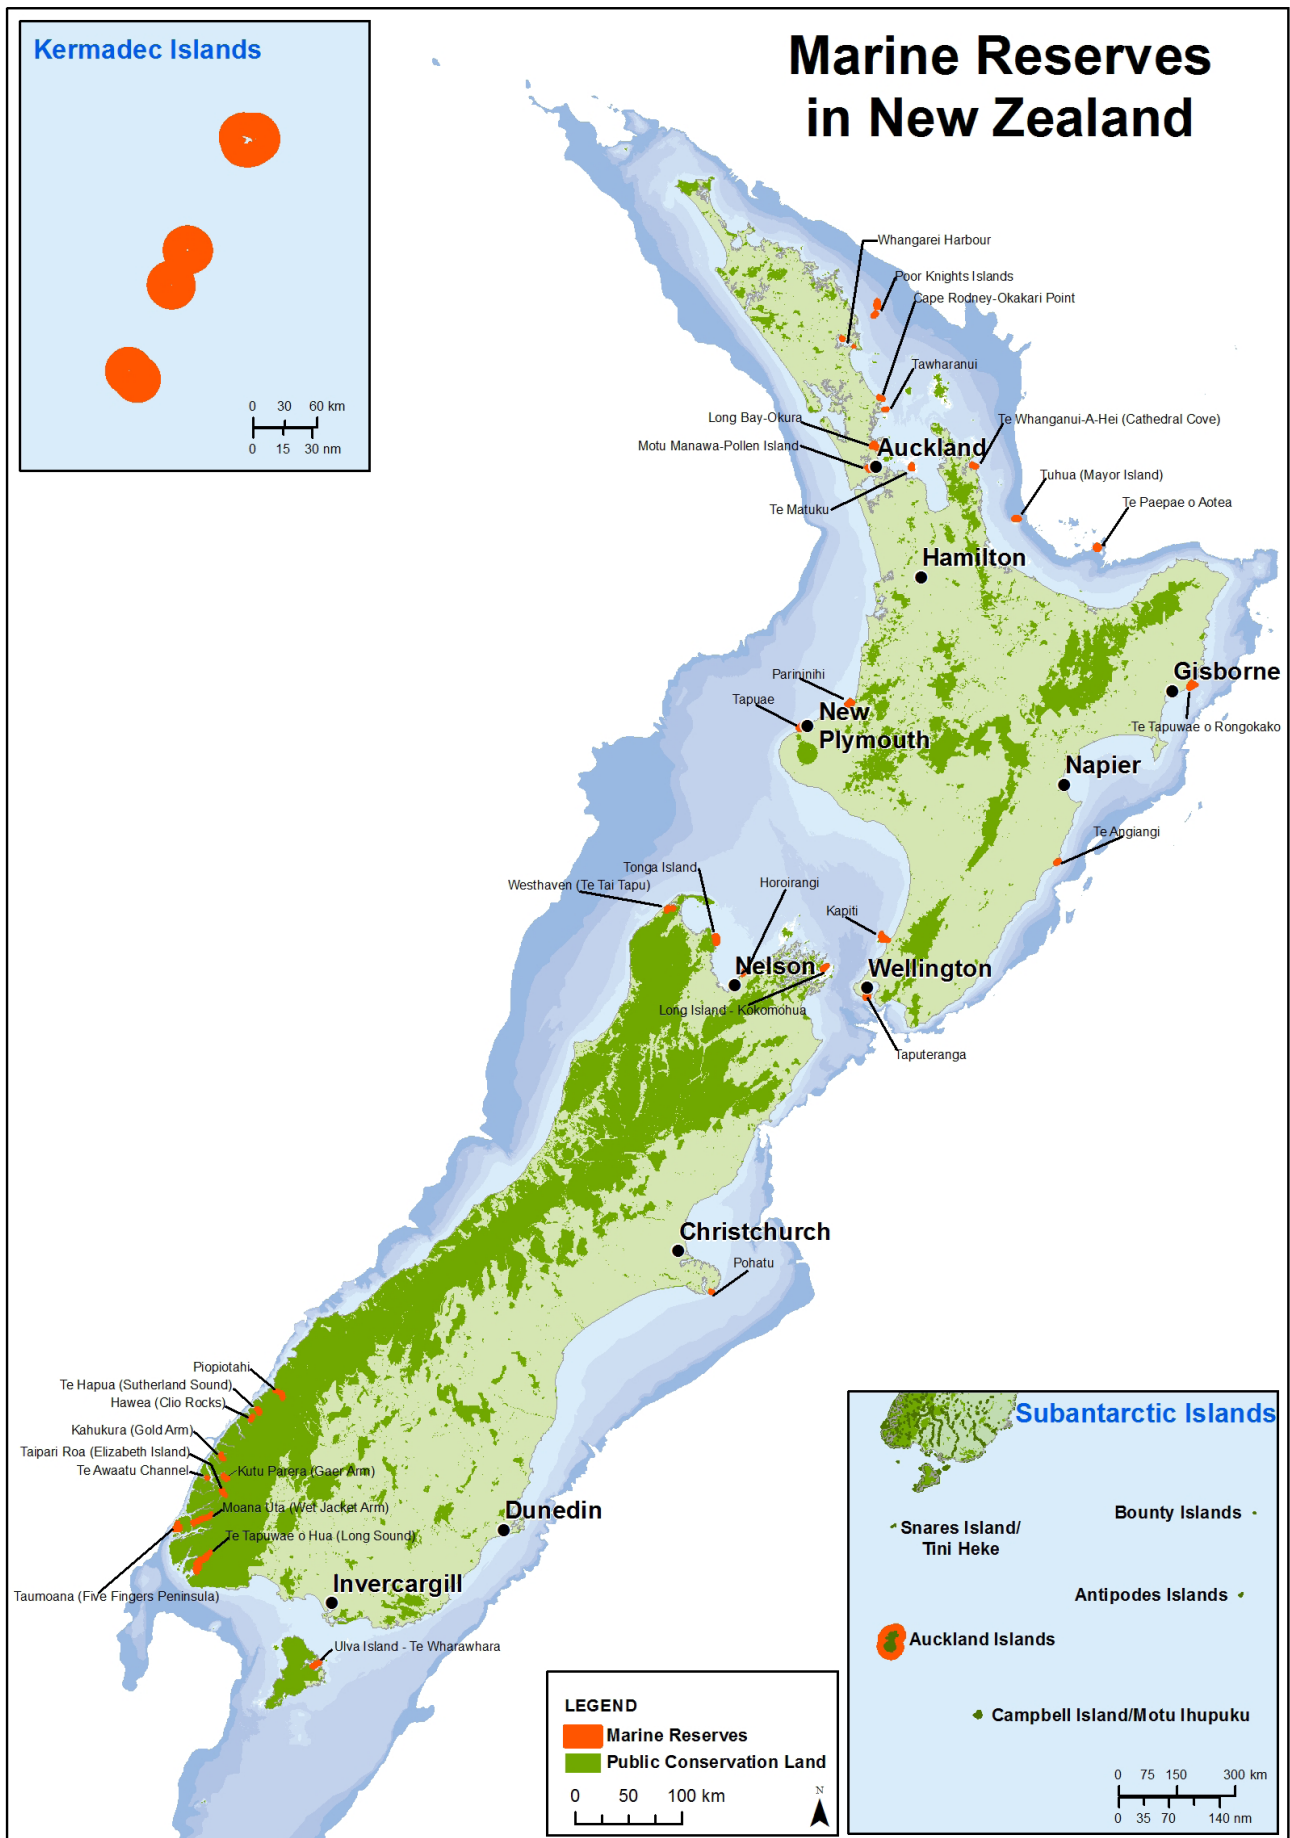 Kermadec Islands
0 30 60 km
0 15 30 nm
Marine Reserves
in New Zealand
Whangarei Harbour
Poor Knights Islands
Cape Rodney-Okakari Point
Tawharanui
Long Bay-Okura
Te Whanganui-A-Hei (Cathedral Cove)
Motu Manawa-Pollen Island
Auckland
Tuhua (Mayor Island)
Te Matuku
Te Paepae o Aotea
Hamilton
Parininihi
Gisborne
Tapuae
New
Plymouth
Te Tapuwae o Rongokako
Napier
Te Angiangi
Tonga Island
Westhaven (Te Tai Tapu)
Horoirangi
Kapiti
Nelson
Wellington
Long Island - Kokomohua
Taputeranga
Christchurch
Pohatu
Piopiotahi
Te Hapua (Sutherland Sound)
Hawea (Clio Rocks)
Kahukura (Gold Arm)
Taipari Roa (Elizabeth Island)
Te Awaatu Channel
Kutu Parera (Gaer Arm)
Moana Uta (Wet Jacket Arm)
Te Tapuwae o Hua (Long Sound)
Dunedin
Taumoana (Five Fingers Peninsula)
Invercargill
Ulva Island - Te Wharawhara
LEGEND
Marine Reserves
Public Conservation Land
0 50 100 km
N
Subantarctic Islands
Bounty Islands
Snares Island/
Tini Heke
Antipodes Islands
Auckland Islands
Campbell Island/Motu Ihupuku
0 75 150 300 km
0 35 70 140 nm